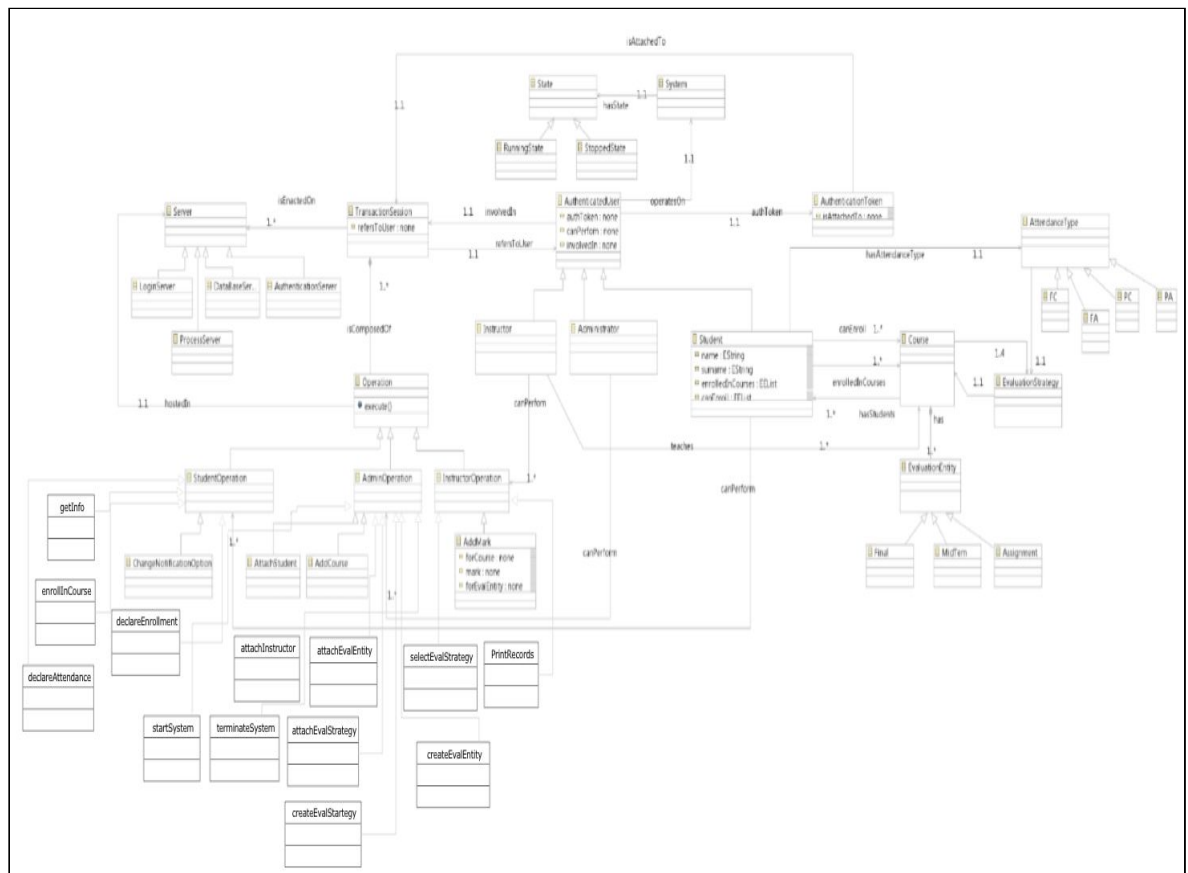 isAttachedTo
State
System
1.1
hasState
1.1
RunningState
StoppedState
1.1
Server
isEnactedOn
1.*
TransactionSession
refersToUser : none
1.1
involvedIn
refersToUser
1.1
AuthenticatedUser
authToken : none
canPerfom : none
involvedIn : none
operatesOn
authToken
1.1
AuthenticationToken
isAttachedTo : none
AttendanceType
hasAttendanceType
1.1
LoginServer
DataBaseSer...
AuthenticationServer
1.*
FC
FA
PC
PA
ProcessServer
isComposedOf
Instructor
Administrator
Student
name : EString
surname : EString
enrolledInCourses : EEList
canEnroll : EEList
canEnroll
1.*
Course
1.*
enrolledInCourses
hasStudents
1.*
1.4
1.1
1.1
EvaluationStrategy
Operation
execute()
1.1
hostedIn
canPerform
teaches
1.*
has
1.*
StudentOperation
AdminOperation
InstructorOperation
1.*
canPerform
EvaluationEntity
getInfo
1.*
ChangeNotificationOption
AttachStudent
AddCourse
AddMark
forCourse : none
mark : none
forEvalEntity : none
canPerform
Final
MidTerm
Assignment
enrollInCourse
1.*
declareEnrollment
attachInstructor
attachEvalEntity
selectEvalStrategy
PrintRecords
declareAttendance
startSystem
terminateSystem
attachEvalStrategy
createEvalEntity
createEvalStartegy